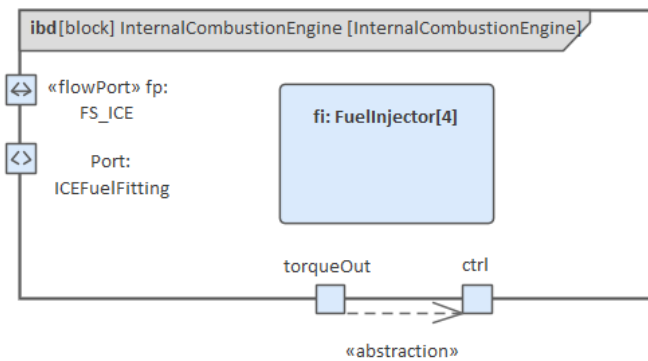 ibd[block] InternalCombustionEngine [InternalCombustionEngine]
«flowPort» fp:
FS_ICE
fi: FuelInjector[4]
Port:
ICEFuelFitting
torqueOut
ctrl
«abstraction»